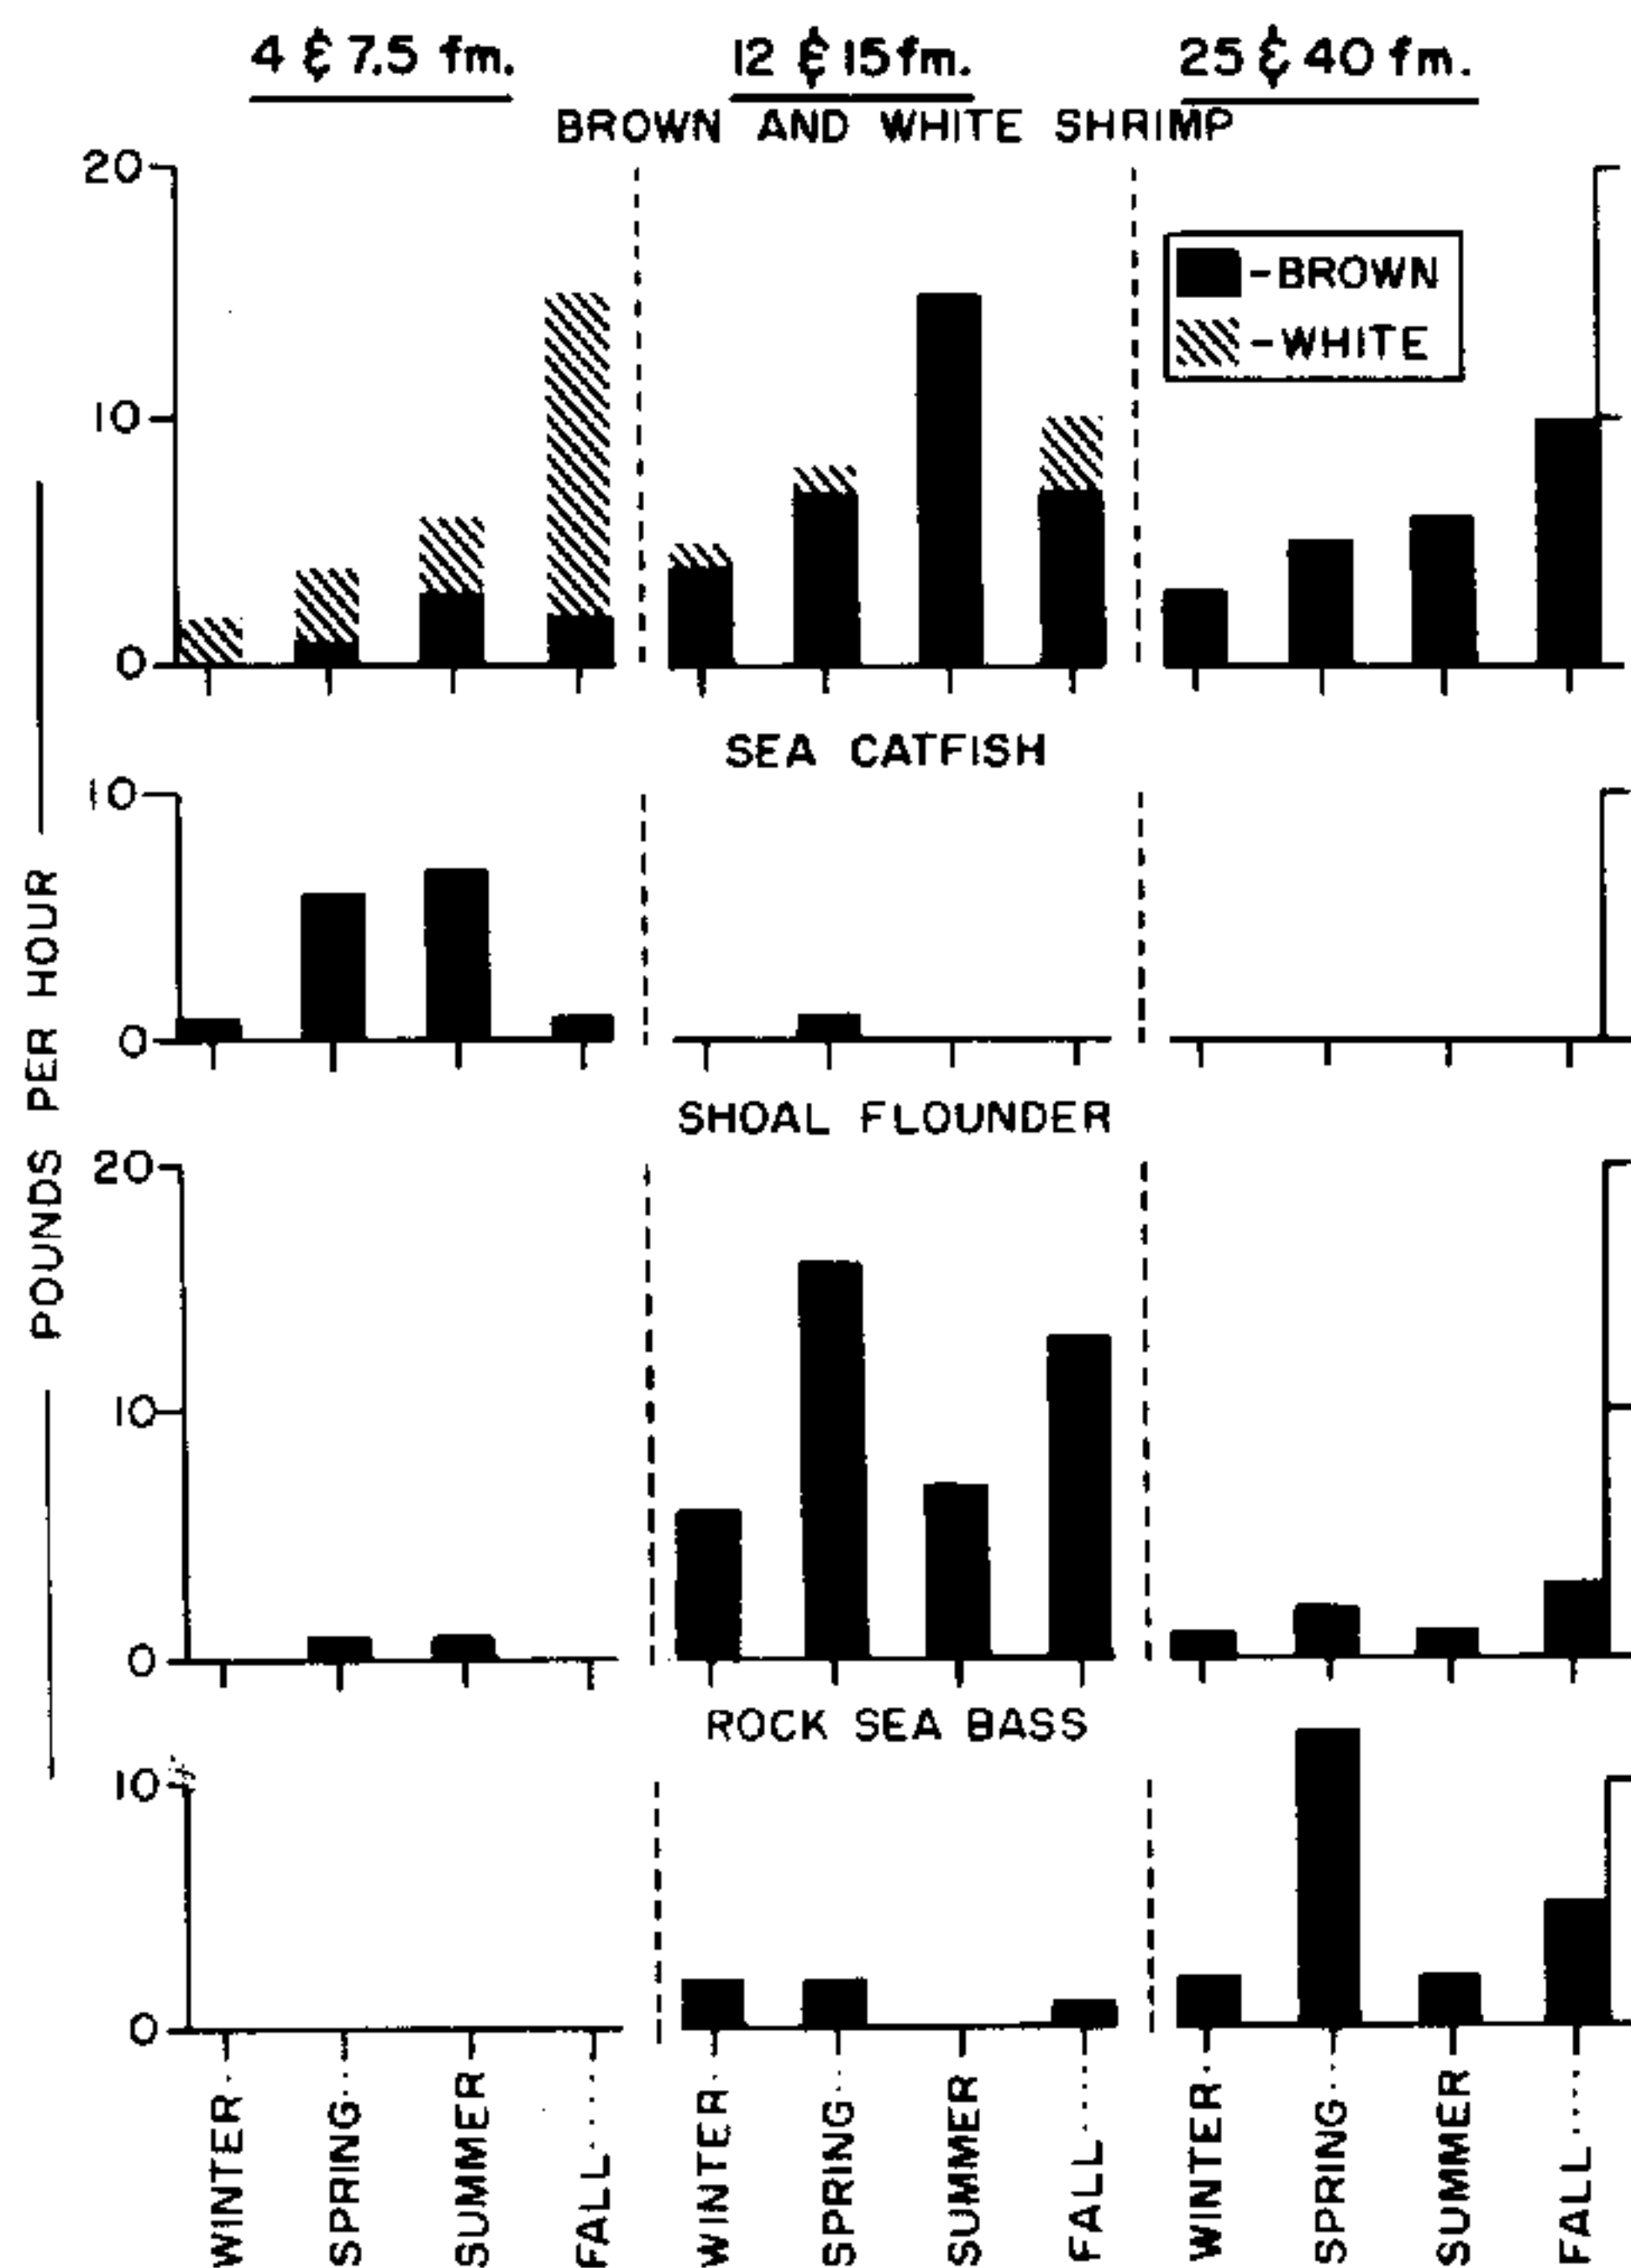 4 & 7.5 fm. 12 & 15 fm. 25 & 40 fm.
BROWN AND WHITE SHRIMP
20
10
0
-BROWN
-WHITE
SEA CATFISH
10
0
SHOAL FLOUNDER
20
10
0
ROCK SEA BASS
10
0
POUNDS PER HOUR
WINTER SPRING SUMMER FALL WINTER SPRING SUMMER FALL WINTER SPRING SUMMER FALL